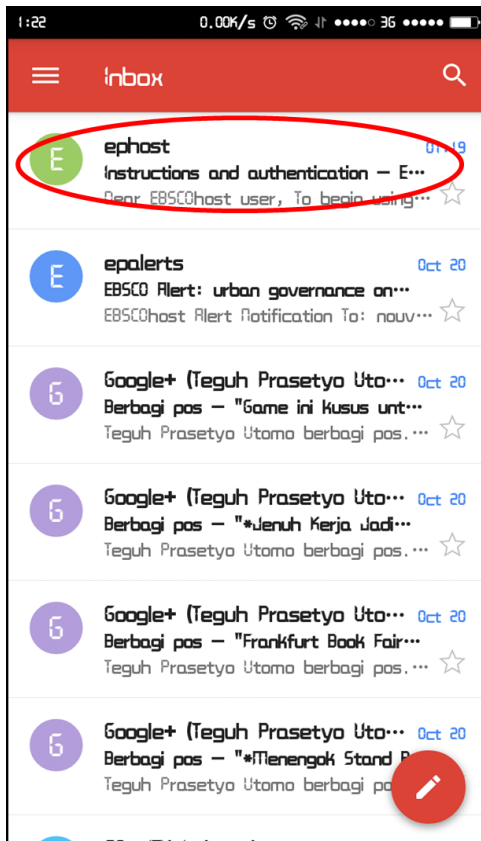 1:22 0.00K/s 3G
Inbox
E
ephost 01:19
Instructions and authentication – E...
Dear EBSCOhost user, To begin using...
E
epalerts Oct 20
EBSCO Alert: urban governance on...
EBSCOhost Alert Notification To: nouv...
G
Google+ (Teguh Prasetyo Uto... Oct 20
Berbagi pos – "Game ini kusus unt...
Teguh Prasetyo Utomo berbagi pos. ...
G
Google+ (Teguh Prasetyo Uto... Oct 20
Berbagi pos – "*Jenuh Kerja Jadi...
Teguh Prasetyo Utomo berbagi pos. ...
G
Google+ (Teguh Prasetyo Uto... Oct 20
Berbagi pos – "Frankfurt Book Fair...
Teguh Prasetyo Utomo berbagi pos. ...
G
Google+ (Teguh Prasetyo Uto... Oct 20
Berbagi pos – "*Menengok Stand
Teguh Prasetyo Utomo berbagi po